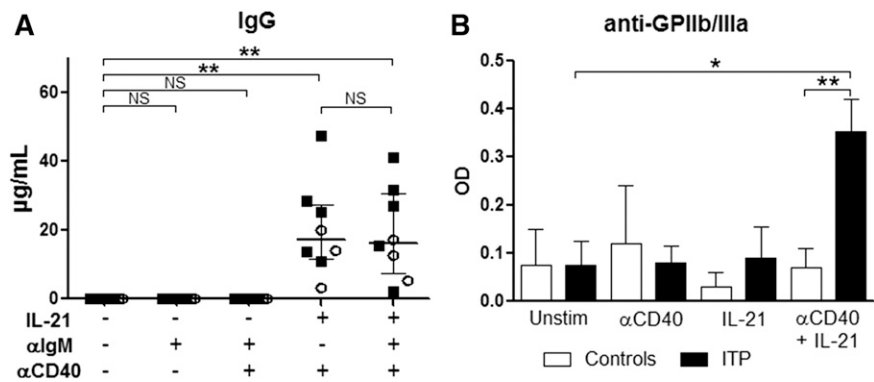 A
IgG
**
**
NS
NS
NS
µg/mL
60
40
20
0
IL-21 - - - + +
αIgM - + + - +
αCD40 - - + + +
B
anti-GPIIb/IIIa
*
**
OD
0.5
0.4
0.3
0.2
0.1
0.0
Unstim αCD40 IL-21 αCD40
+ IL-21
Controls ITP